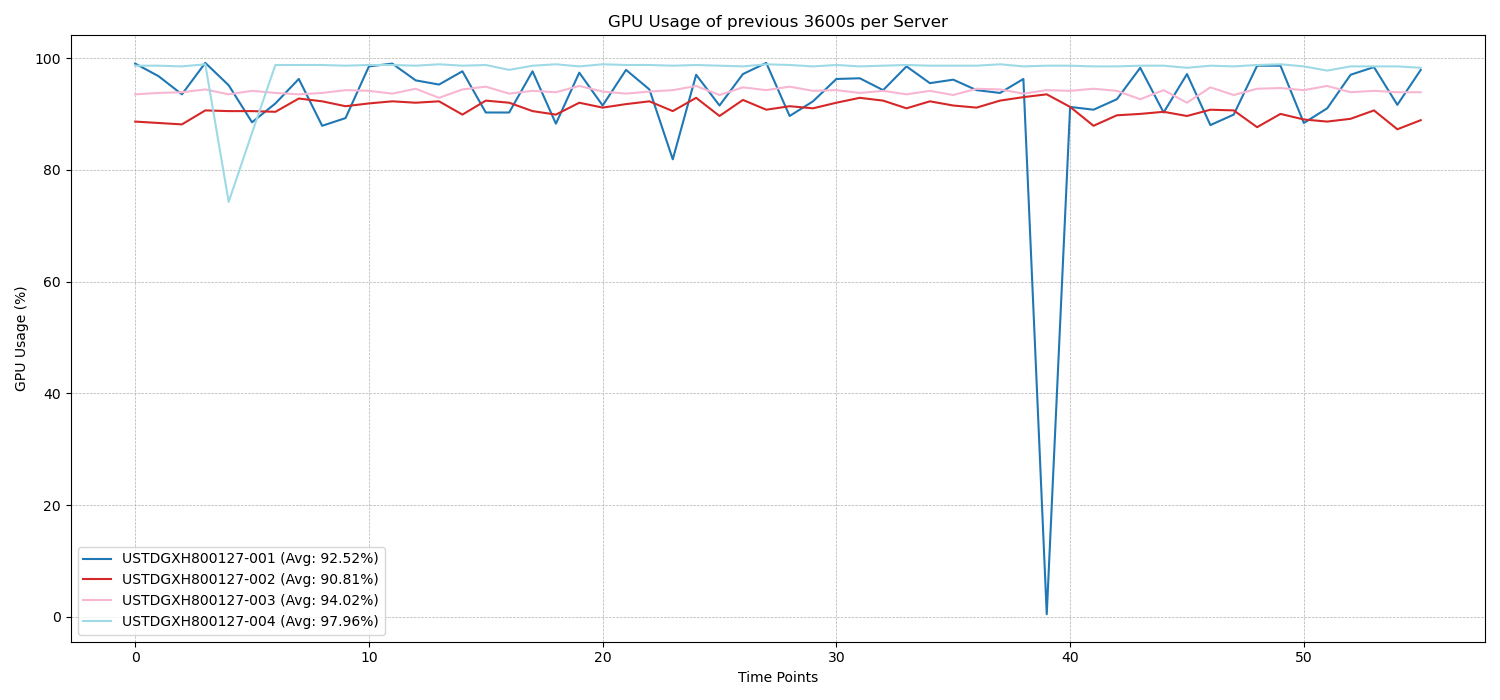 GPU Usage of previous 3600s per Server
GPU Usage (%)
100
80
60
40
20
0
USTDGXH800127-001 (Avg: 92.52%)
USTDGXH800127-002 (Avg: 90.81%)
USTDGXH800127-003 (Avg: 94.02%)
USTDGXH800127-004 (Avg: 97.96%)
0 10 20 30 40 50
Time Points